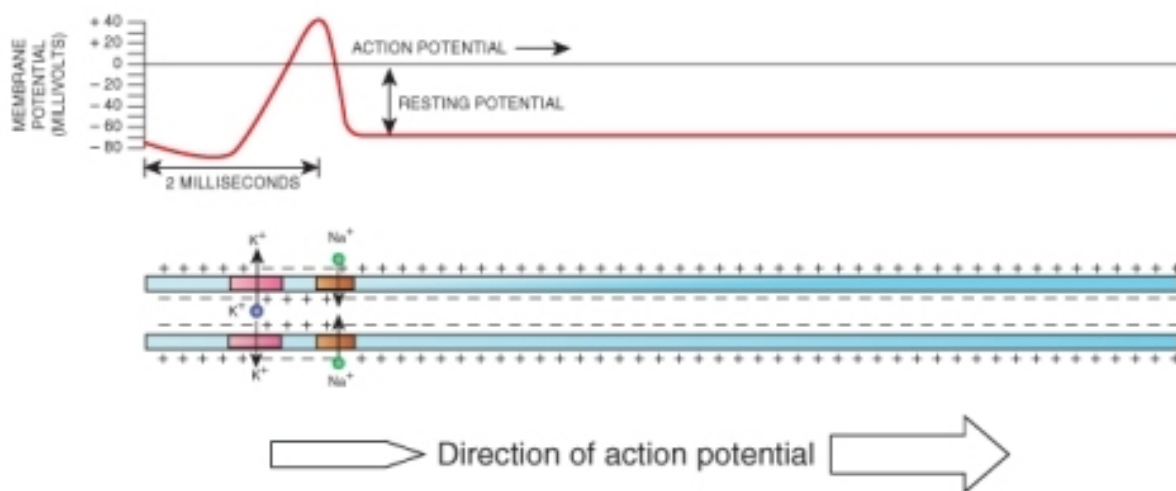 MEMBRANE
POTENTIAL
(MILLIVOLTS)
+ 40
+ 20
0
− 20
− 40
− 60
− 80
ACTION POTENTIAL
RESTING POTENTIAL
2 MILLISECONDS
K+
Na+
K+
K+
Na+
Direction of action potential